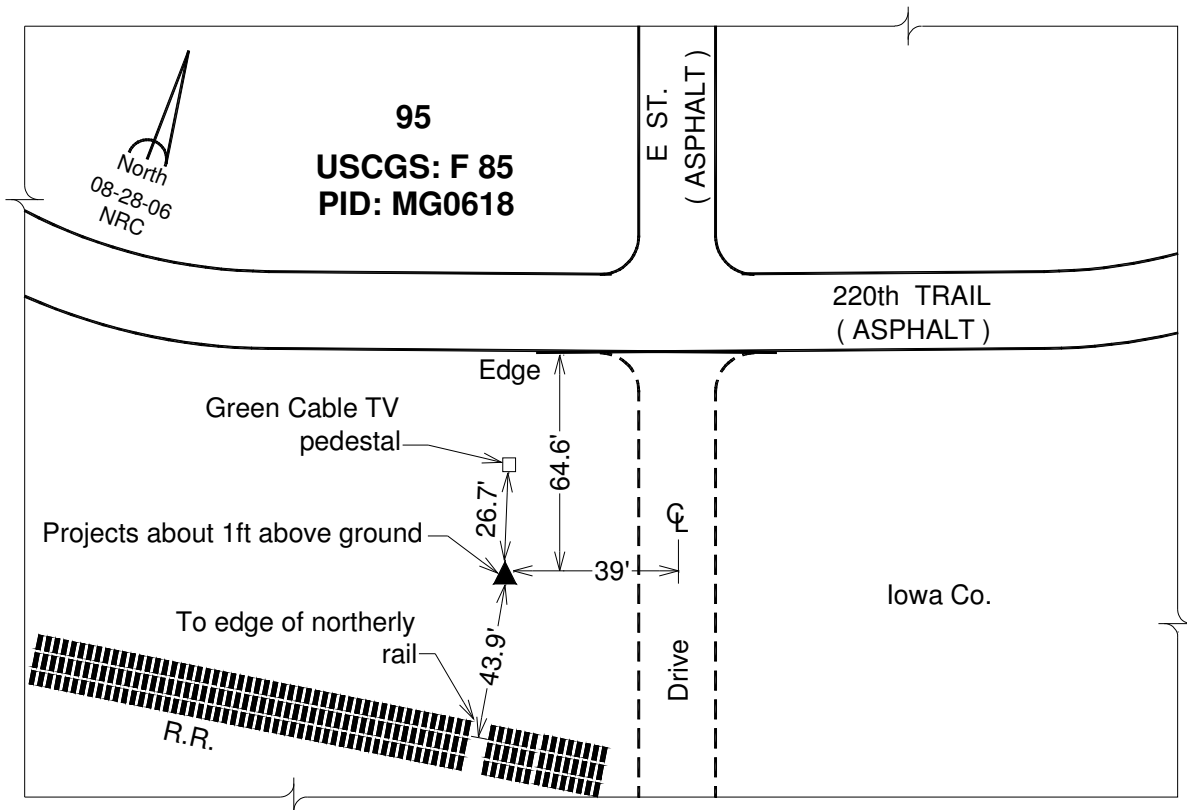 95
USCGS: F 85
PID: MG0618
North
08-28-06
NRC
E ST.
( ASPHALT )
220th TRAIL
( ASPHALT )
Edge
Green Cable TV
pedestal
64.6'
26.7'
Projects about 1ft above ground
℄
39'
Iowa Co.
To edge of northerly
rail
43.9'
Drive
R.R.